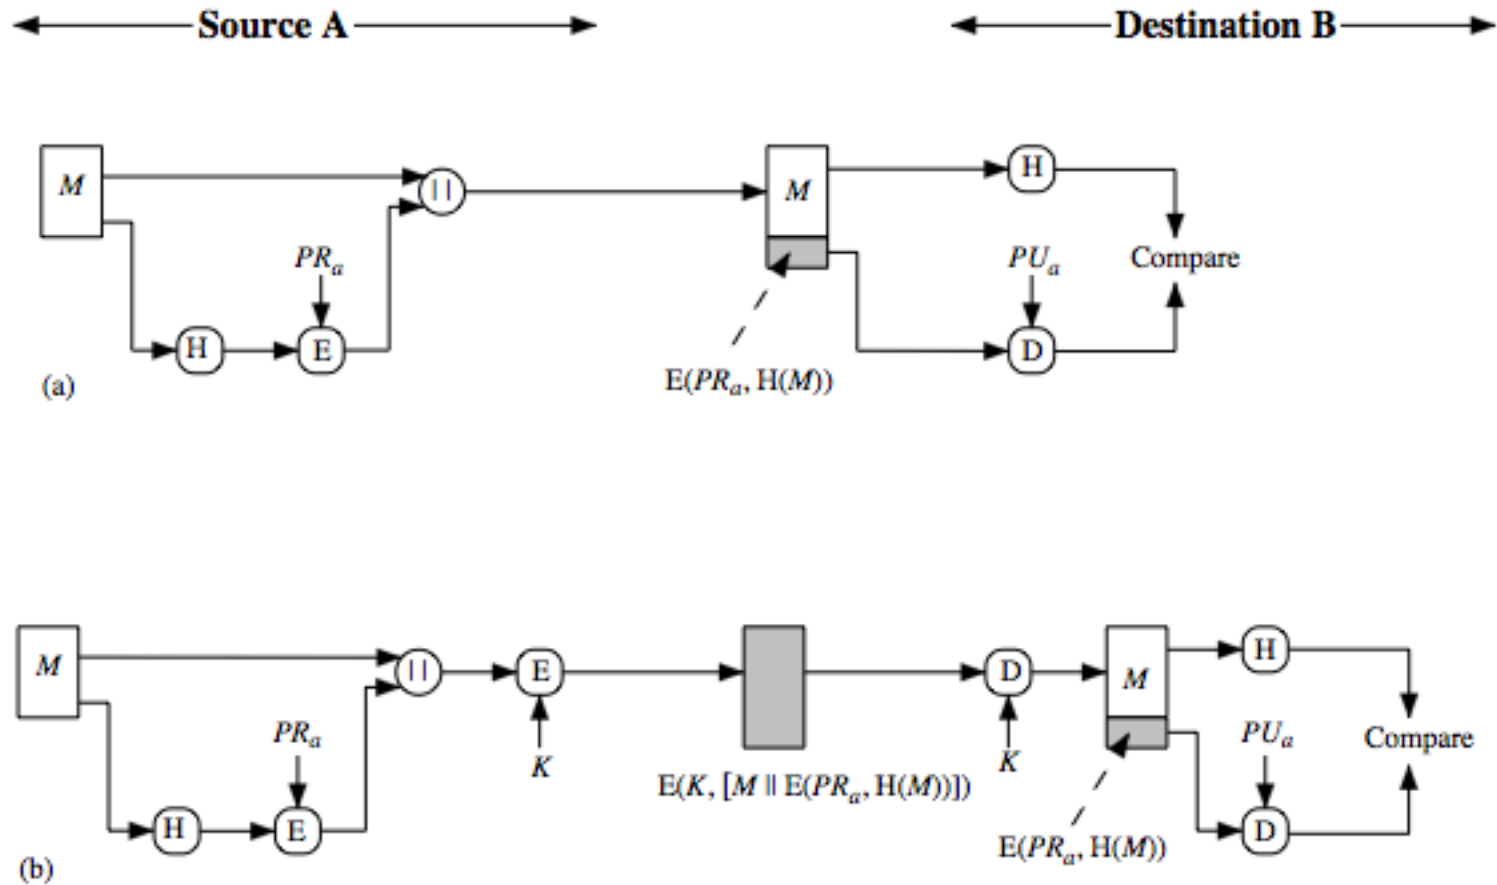 Source A Destination B
M || M H
PRa PUa Compare
H E D
E(PRa, H(M))
(a)
M || E D M H
PRa PUa Compare
K K
E(K, [M || E(PRa, H(M))])
H E D
E(PRa, H(M))
(b)